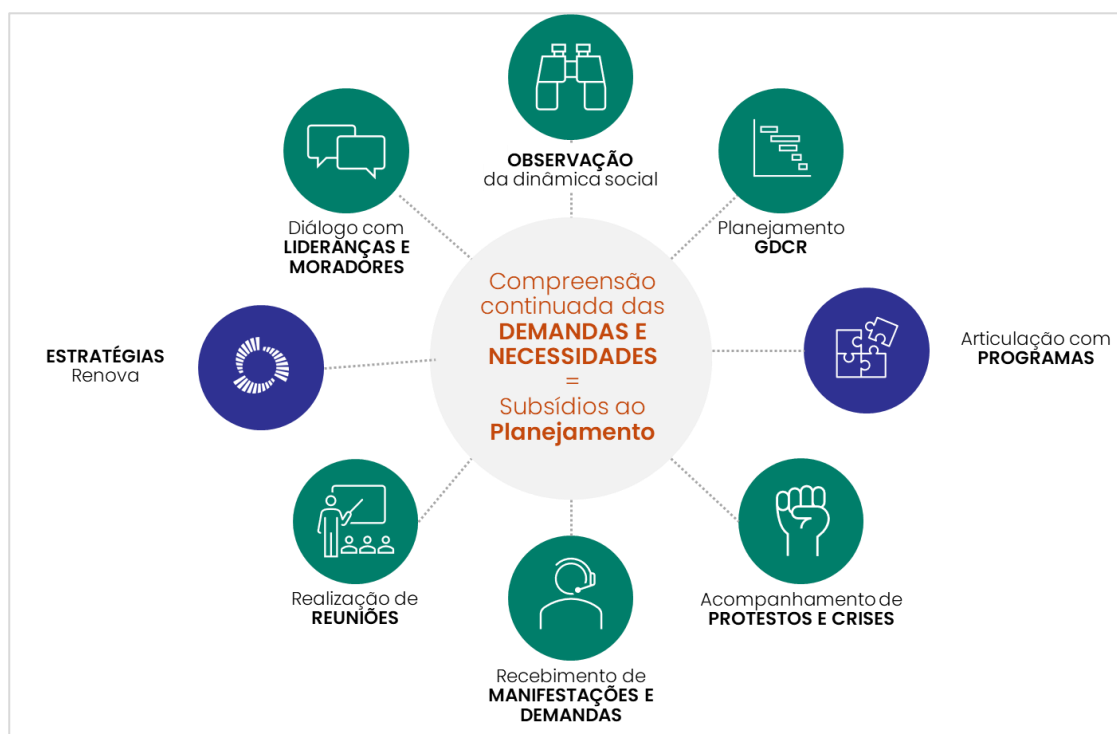 OBSERVAÇÃO
da dinâmica social
Diálogo com
LIDERANÇAS E
MORADORES
Planejamento
GDCR
Compreensão
continuada das
DEMANDAS E
NECESSIDADES
=
Subsídios ao
Planejamento
ESTRATÉGIAS
Renova
Articulação com
PROGRAMAS
Realização de
REUNIÕES
Acompanhamento de
PROTESTOS E CRISES
Recebimento de
MANIFESTAÇÕES E
DEMANDAS